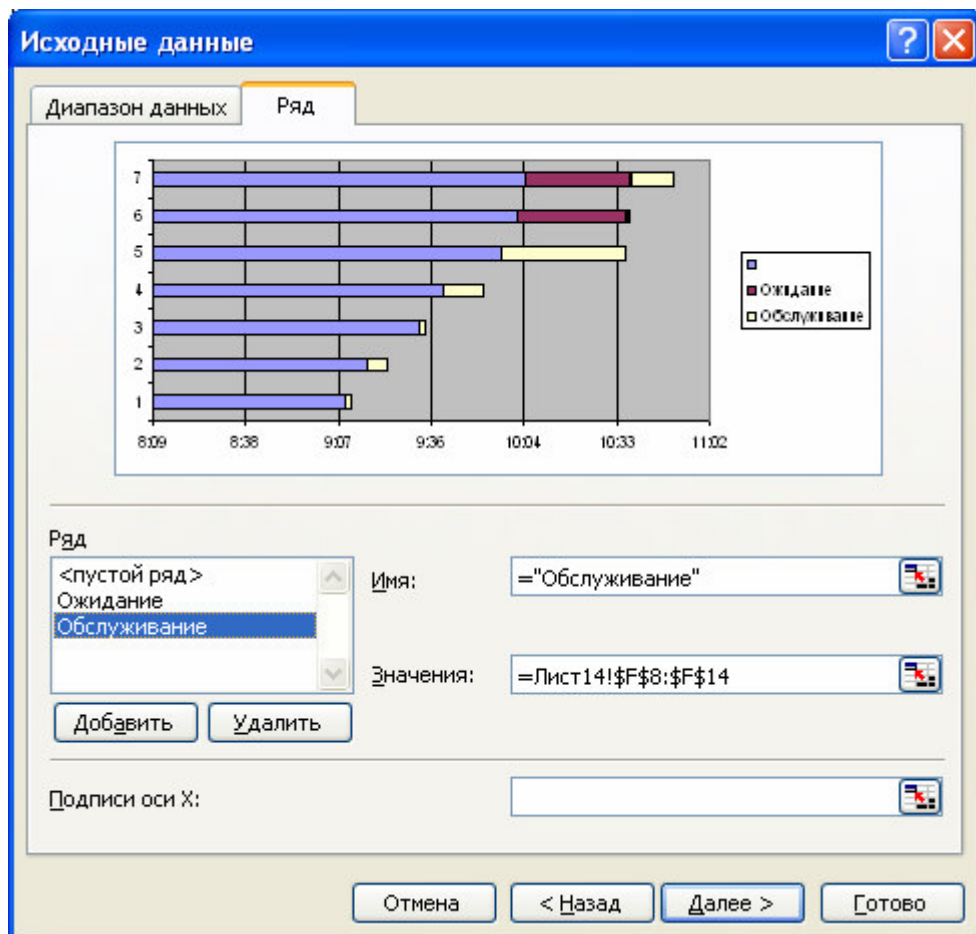 Исходные данные
Диапазон данных
Ряд
7
6
5
4
3
2
1
8:09 8:38 9:07 9:36 10:04 10:33 11:02
Ожидание
Обслуживание
Ряд
<пустой ряд>
Ожидание
Обслуживание
Имя:
="Обслуживание"
Значения:
=Лист14!$F$8:$F$14
Добавить
Удалить
Подписи оси X:
Отмена
< Назад
Далее >
Готово